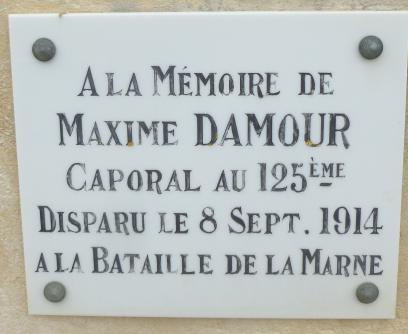 A LA MÉMOIRE DE
MAXIME DAMOUR
CAPORAL AU 125ÈME
DISPARU LE 8 SEPT. 1914
A LA BATAILLE DE LA MARNE